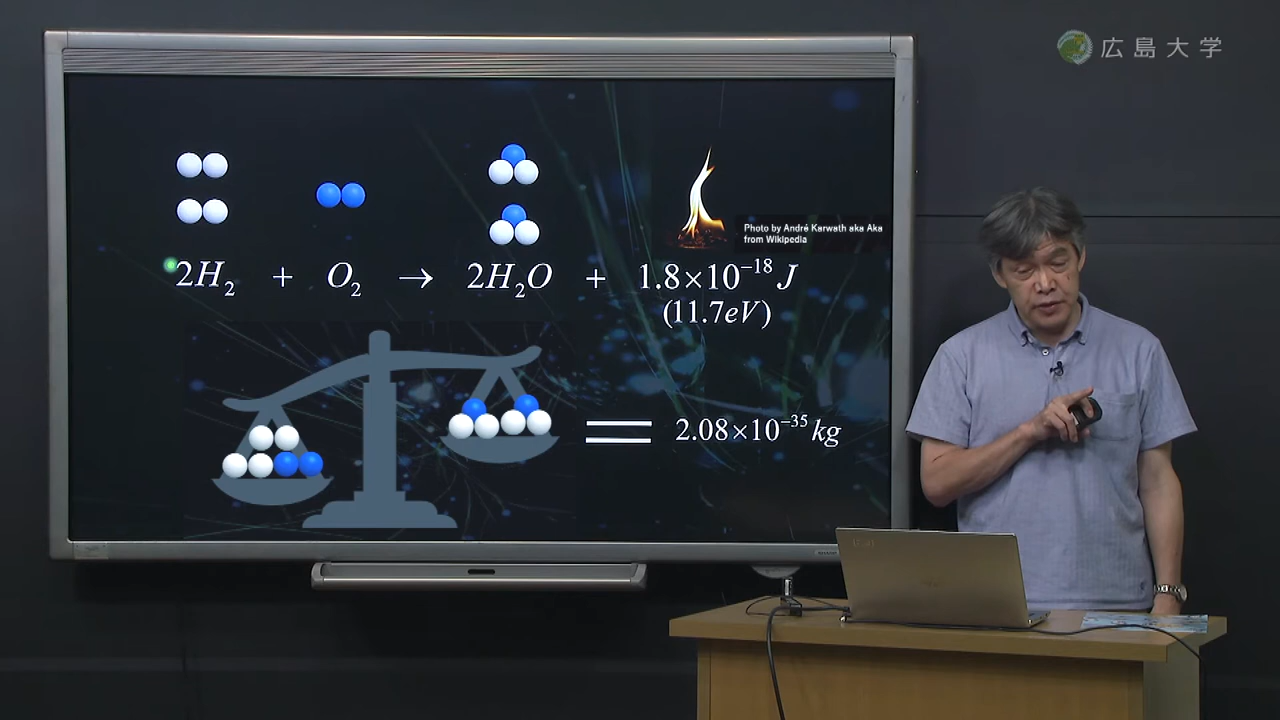 広島大学
Photo by André Karwath aka Aka
from Wikipedia
2H₂ + O₂ → 2H₂O + 1.8×10⁻¹⁸ J
(11.7eV)
= 2.08×10⁻³⁵ kg